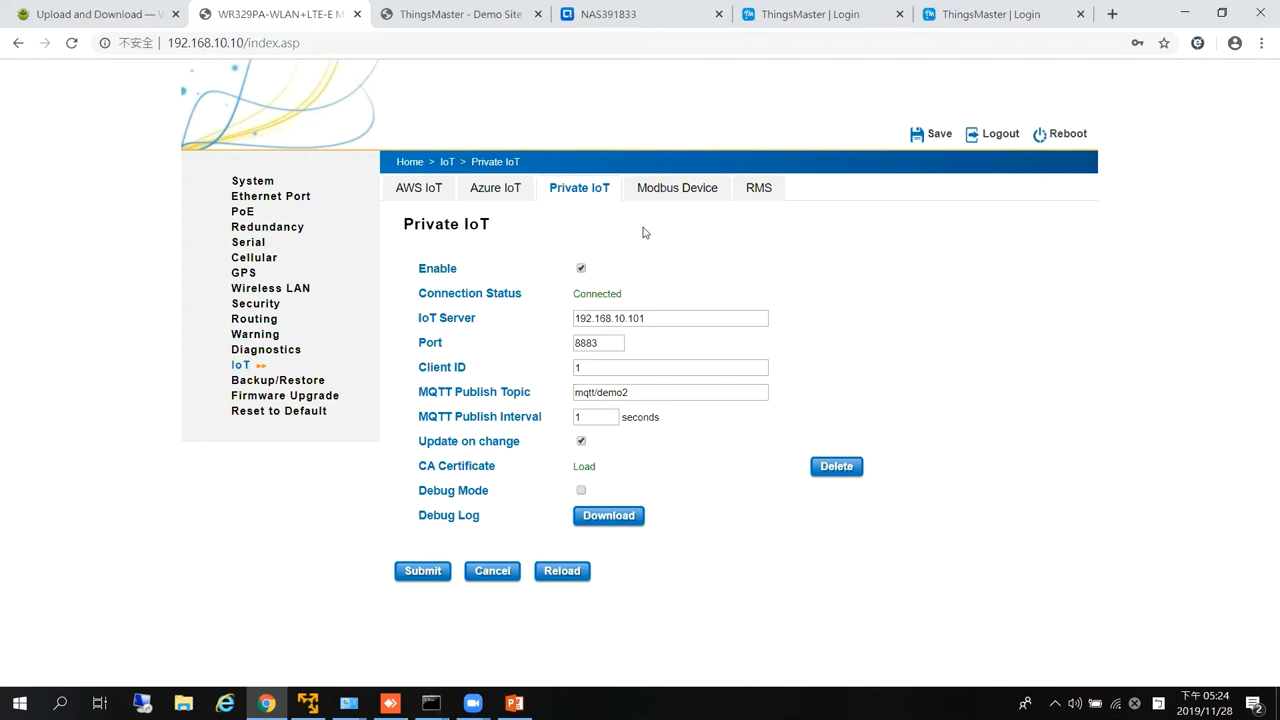 Upload and Download — W
WR329PA-WLAN+LTE-E M
ThingsMaster - Demo Site
NAS391833
ThingsMaster | Login
ThingsMaster | Login
不安全 | 192.168.10.10/index.asp
Save
Logout
Reboot
Home > IoT > Private IoT
System
Ethernet Port
PoE
Redundancy
Serial
Cellular
GPS
Wireless LAN
Security
Routing
Warning
Diagnostics
IoT
Backup/Restore
Firmware Upgrade
Reset to Default
AWS IoT
Azure IoT
Private IoT
Modbus Device
RMS
Private IoT
Enable
Connection Status Connected
IoT Server 192.168.10.101
Port 8883
Client ID 1
MQTT Publish Topic mqtt/demo2
MQTT Publish Interval 1 seconds
Update on change
CA Certificate Load Delete
Debug Mode
Debug Log Download
Submit Cancel Reload
下午 05:24
2019/11/28
2